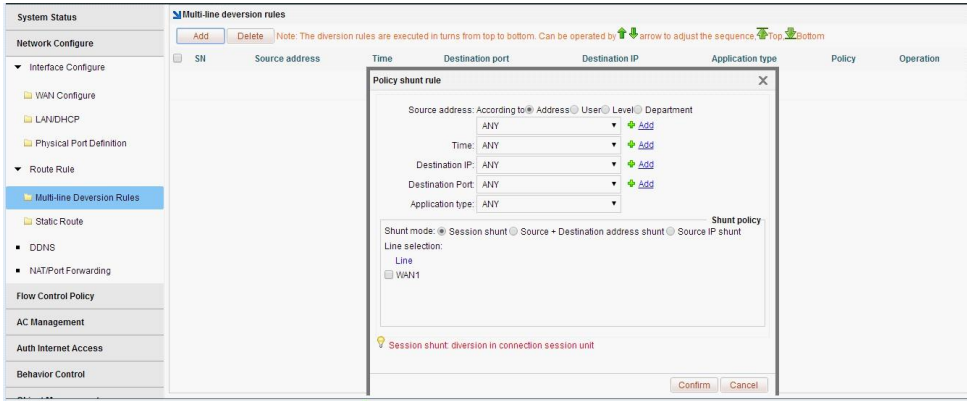 System Status
Network Configure
Interface Configure
WAN Configure
LAN/DHCP
Physical Port Definition
Route Rule
Multi-line Deversion Rules
Static Route
DDNS
NAT/Port Forwarding
Flow Control Policy
AC Management
Auth Internet Access
Behavior Control
Multi-line deversion rules
Add Delete Note: The diversion rules are executed in turns from top to bottom. Can be operated by arrow to adjust the sequence, Top, Bottom
SN Source address Time Destination port Destination IP Application type Policy Operation
Policy shunt rule
Source address: According to Address User Level Department
ANY Add
Time: ANY Add
Destination IP: ANY Add
Destination Port: ANY Add
Application type: ANY
Shunt policy
Shunt mode: Session shunt Source + Destination address shunt Source IP shunt
Line selection:
Line
WAN1
Session shunt: diversion in connection session unit
Confirm Cancel